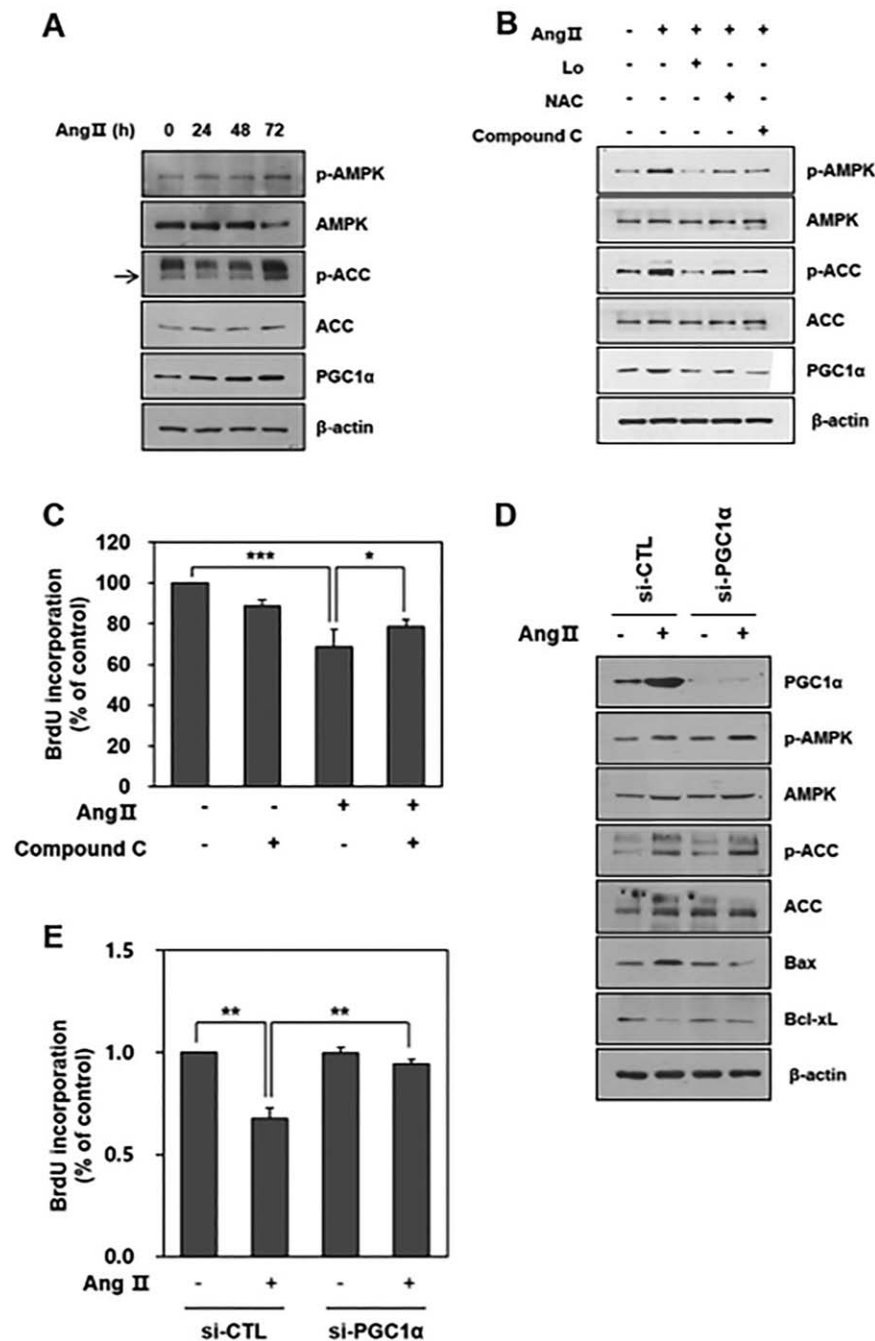 A
AngⅡ (h) 0 24 48 72
p-AMPK
AMPK
p-ACC
ACC
PGC1α
β-actin
B
AngⅡ - + + + +
Lo - - + - -
NAC - - - + -
Compound C - - - - +
p-AMPK
AMPK
p-ACC
ACC
PGC1α
β-actin
C
BrdU incorporation
(% of control)
120
100
80
60
40
20
0
*** *
AngⅡ - - + +
Compound C - + - +
D
si-CTL si-PGC1α
AngⅡ - + - +
PGC1α
p-AMPK
AMPK
p-ACC
ACC
Bax
Bcl-xL
β-actin
E
BrdU incorporation
(% of control)
1.5
1.0
0.5
0.0
** **
Ang Ⅱ - + - +
si-CTL si-PGC1α